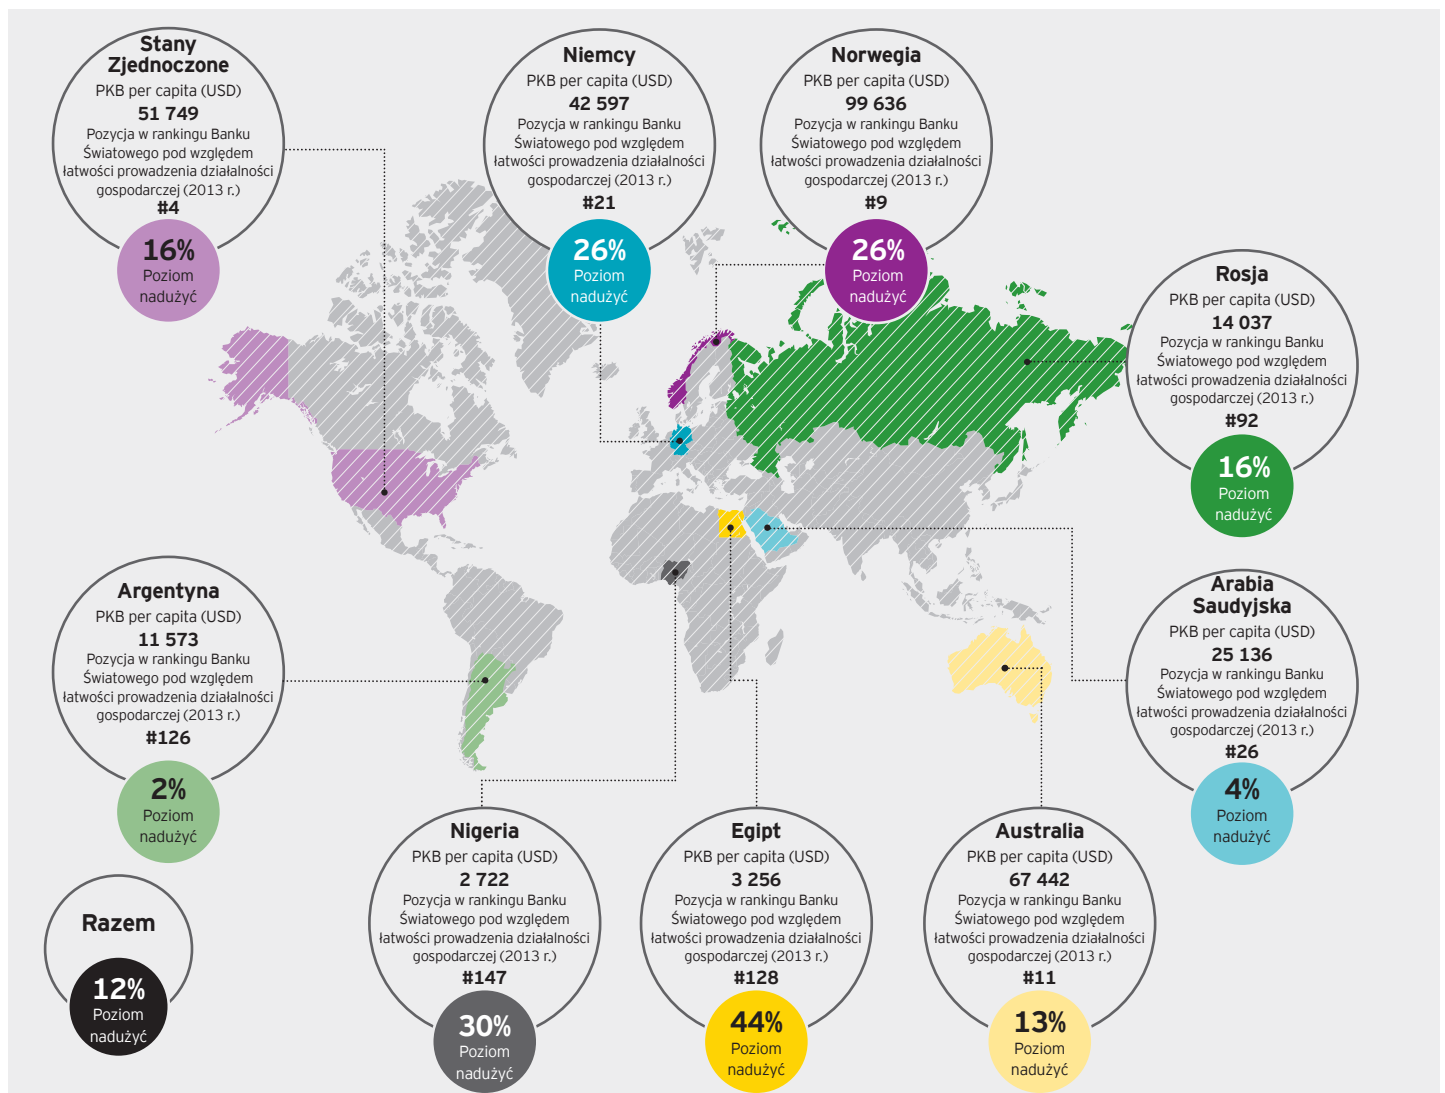 Stany
Zjednoczone
PKB per capita (USD)
51 749
Pozycja w rankingu Banku
Światowego pod względem
łatwości prowadzenia działalności
gospodarczej (2013 r.)
#4
16%
Poziom
nadużyć
Niemcy
PKB per capita (USD)
42 597
Pozycja w rankingu Banku
Światowego pod względem
łatwości prowadzenia działalności
gospodarczej (2013 r.)
#21
26%
Poziom
nadużyć
Norwegia
PKB per capita (USD)
99 636
Pozycja w rankingu Banku
Światowego pod względem
łatwości prowadzenia działalności
gospodarczej (2013 r.)
#9
26%
Poziom
nadużyć
Rosja
PKB per capita (USD)
14 037
Pozycja w rankingu Banku
Światowego pod względem
łatwości prowadzenia działalności
gospodarczej (2013 r.)
#92
16%
Poziom
nadużyć
Argentyna
PKB per capita (USD)
11 573
Pozycja w rankingu Banku
Światowego pod względem
łatwości prowadzenia działalności
gospodarczej (2013 r.)
#126
2%
Poziom
nadużyć
Arabia
Saudyjska
PKB per capita (USD)
25 136
Pozycja w rankingu Banku
Światowego pod względem
łatwości prowadzenia działalności
gospodarczej (2013 r.)
#26
4%
Poziom
nadużyć
Razem
12%
Poziom
nadużyć
Nigeria
PKB per capita (USD)
2 722
Pozycja w rankingu Banku
Światowego pod względem
łatwości prowadzenia działalności
gospodarczej (2013 r.)
#147
30%
Poziom
nadużyć
Egipt
PKB per capita (USD)
3 256
Pozycja w rankingu Banku
Światowego pod względem
łatwości prowadzenia działalności
gospodarczej (2013 r.)
#128
44%
Poziom
nadużyć
Australia
PKB per capita (USD)
67 442
Pozycja w rankingu Banku
Światowego pod względem
łatwości prowadzenia działalności
gospodarczej (2013 r.)
#11
13%
Poziom
nadużyć